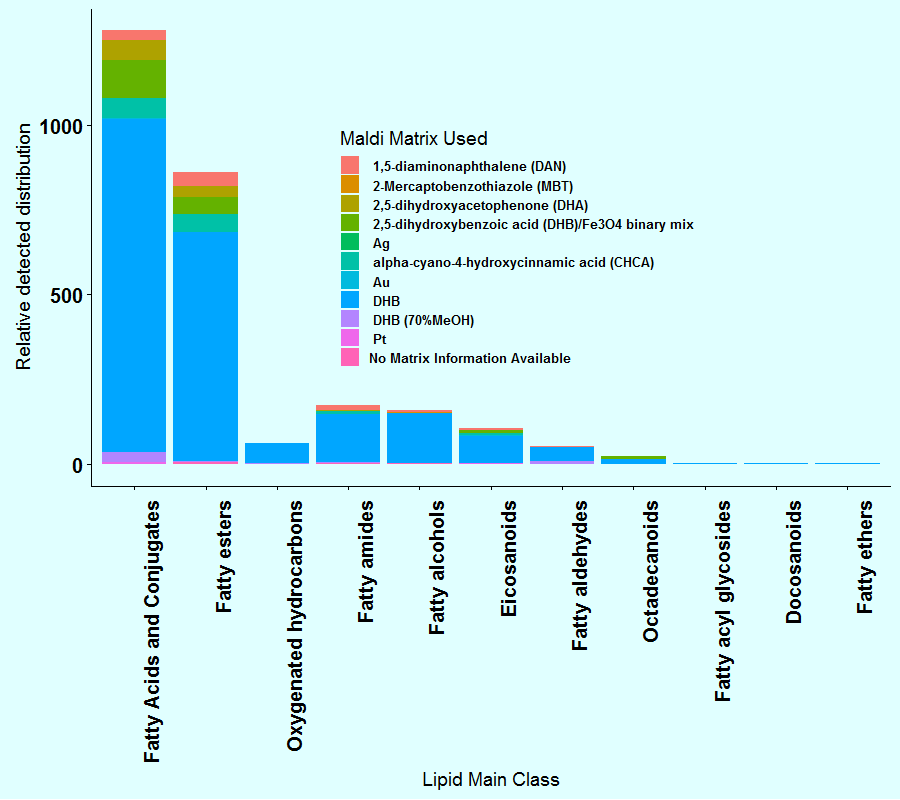 Relative detected distribution
1000
500
0
Maldi Matrix Used
1,5-diaminonaphthalene (DAN)
2-Mercaptobenzothiazole (MBT)
2,5-dihydroxyacetophenone (DHA)
2,5-dihydroxybenzoic acid (DHB)/Fe3O4 binary mix
Ag
alpha-cyano-4-hydroxycinnamic acid (CHCA)
Au
DHB
DHB (70%MeOH)
Pt
No Matrix Information Available
Fatty Acids and Conjugates
Fatty esters
Oxygenated hydrocarbons
Fatty amides
Fatty alcohols
Eicosanoids
Fatty aldehydes
Octadecanoids
Fatty acyl glycosides
Docosanoids
Fatty ethers
Lipid Main Class